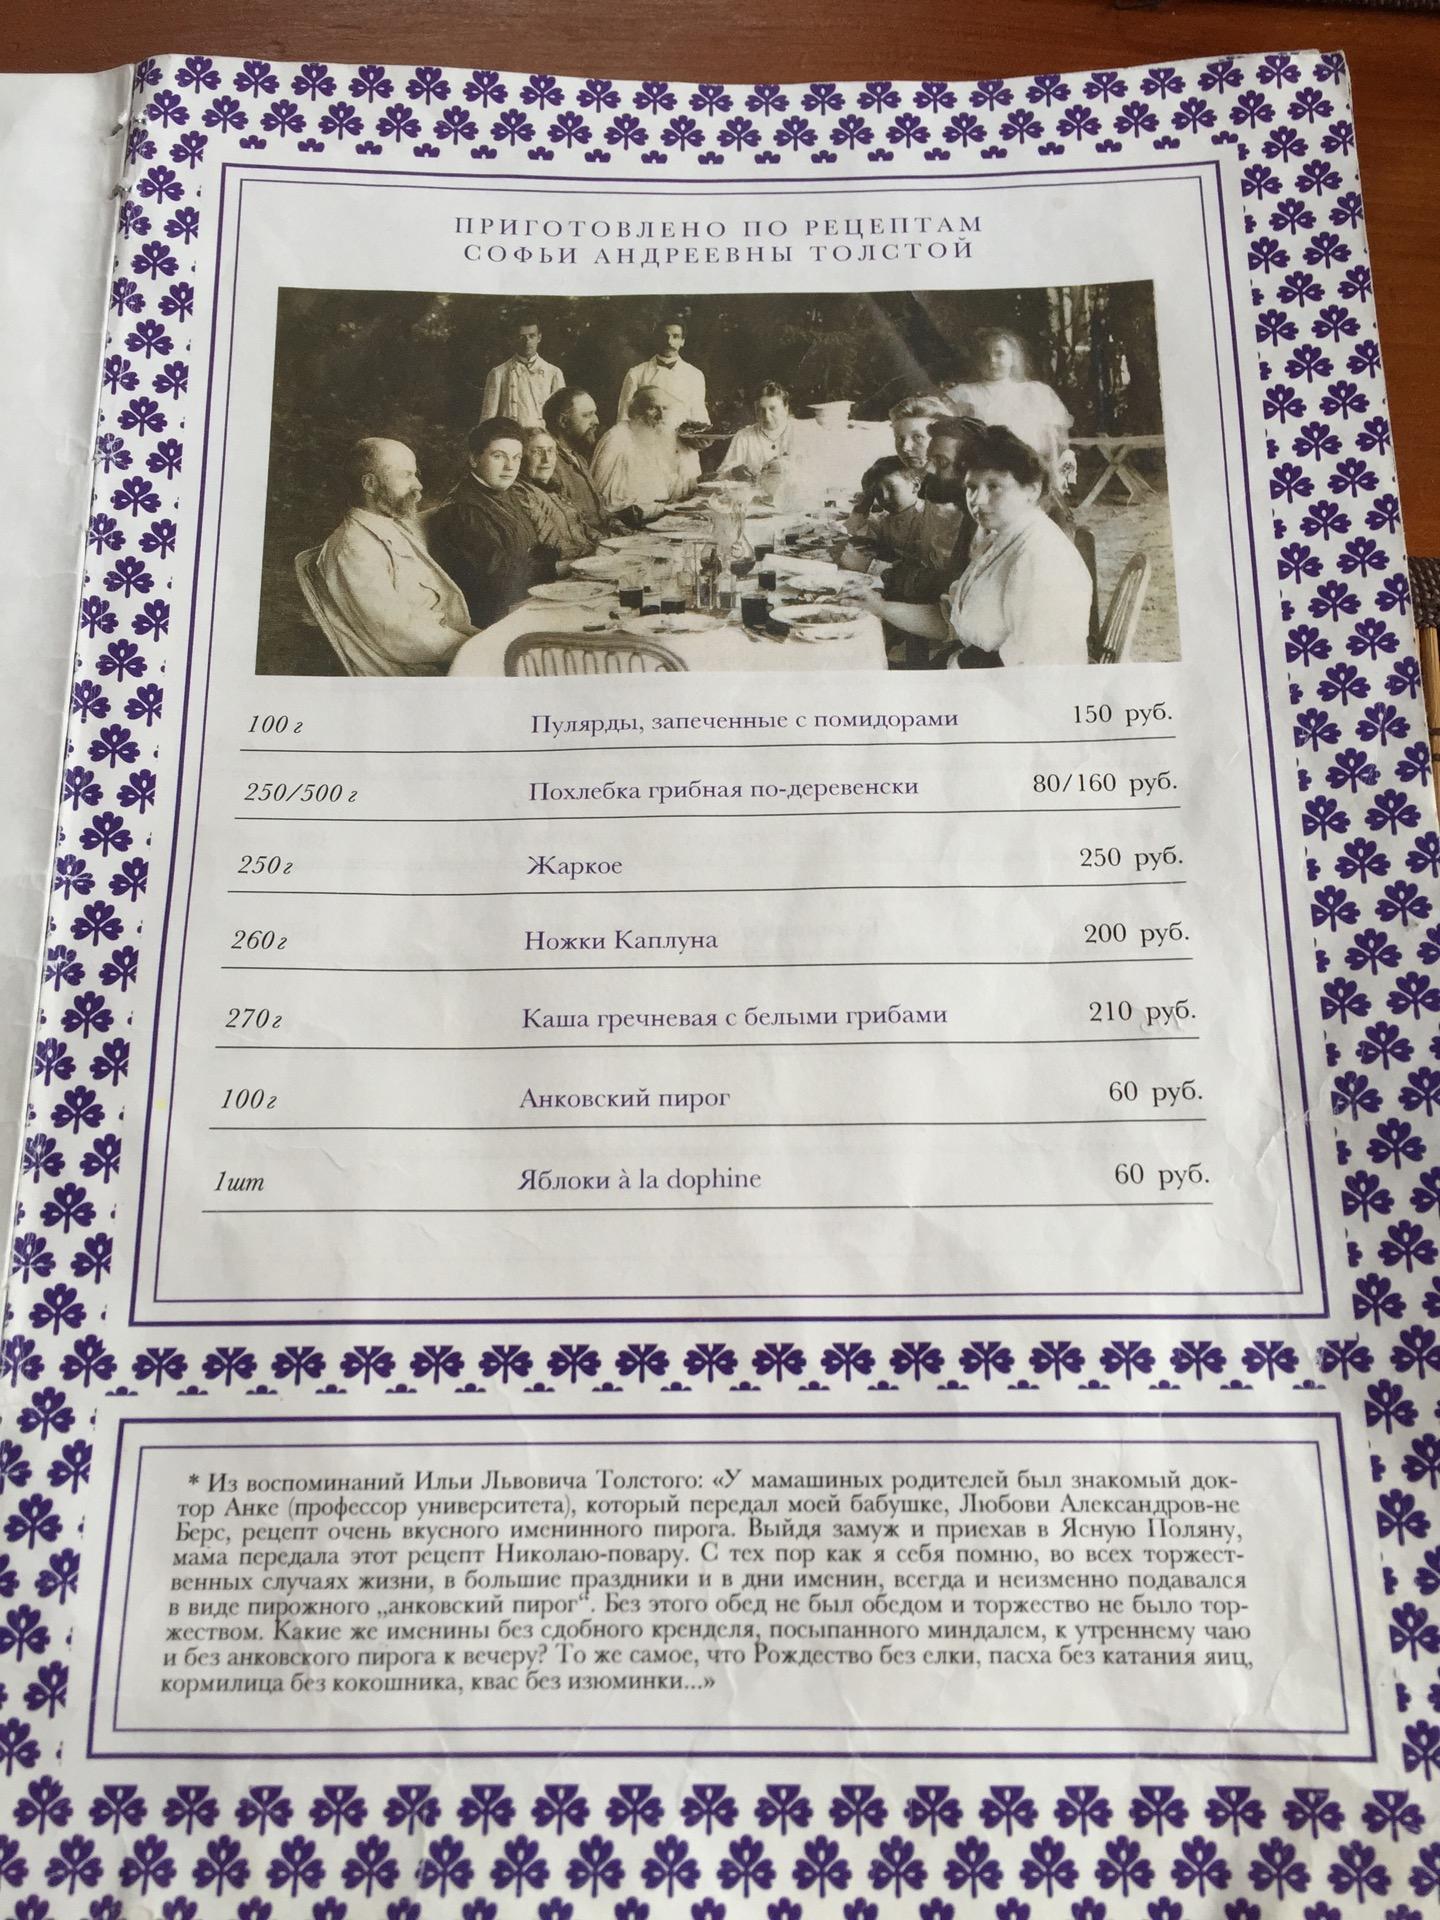 ПРИГОТОВЛЕНО ПО РЕЦЕПТАМ
СОФЬИ АНДРЕЕВНЫ ТОЛСТОЙ
100 г Пулярды, запеченные с помидорами 150 руб.
250/500 г Похлебка грибная по-деревенски 80/160 руб.
250 г Жаркое 250 руб.
260 г Ножки Каплуна 200 руб.
270 г Каша гречневая с белыми грибами 210 руб.
100 г Анковский пирог 60 руб.
1 шт Яблоки à la dophine 60 руб.
* Из воспоминаний Ильи Львовича Толстого: «У мамашиных родителей был знакомый док-
тор Анке (профессор университета), который передал моей бабушке, Любови Александров-не
Берс, рецепт очень вкусного именинного пирога. Выйдя замуж и приехав в Ясную Поляну,
мама передала этот рецепт Николаю-повару. С тех пор как я себя помню, во всех торжест-
венных случаях жизни, в большие праздники и в дни именин, всегда и неизменно подавался
в виде пирожного „анковский пирог“. Без этого обед не был обедом и торжество не было тор-
жеством. Какие же именины без сдобного кренделя, посыпанного миндалем, к утреннему чаю
и без анковского пирога к вечеру? То же самое, что Рождество без елки, пасха без катания яиц,
кормилица без кокошника, квас без изюминки...»